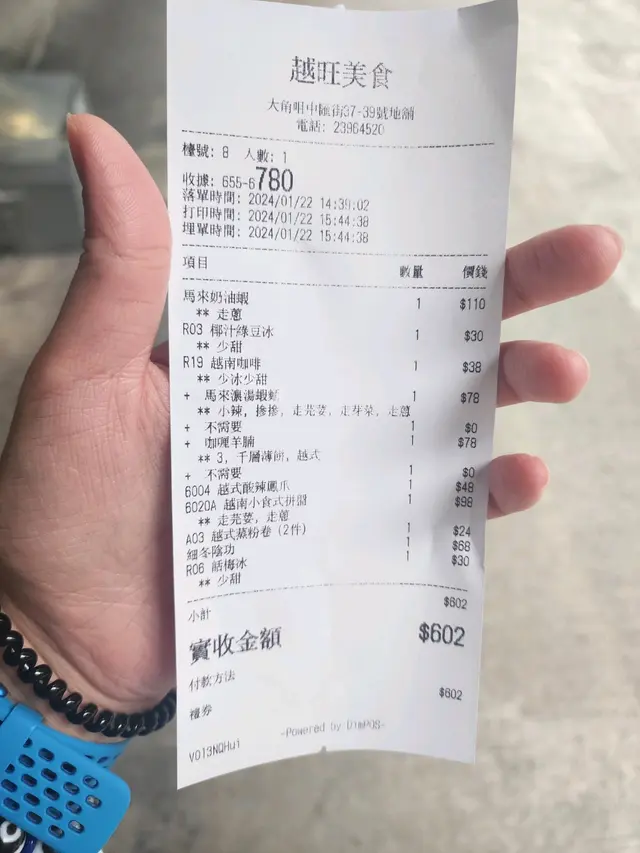 越旺美食
大角咀中匯街37-39號地舖
電話: 23964520
檯號: 8 人數: 1
收據: 655-6780
落單時間: 2024/01/22 14:39:02
打印時間: 2024/01/22 15:44:38
埋單時間: 2024/01/22 15:44:38
項目 數量 價錢
馬來奶油蝦 1 $110
** 走蔥
R03 椰汁綠豆冰 1 $30
** 少甜
R19 越南咖啡 1 $38
** 少冰少甜
+ 馬來濃湯蝦 1 $78
** 小辣, 摻摻, 走芫荽, 走芽菜, 走蔥
+ 不需要 1 $0
+ 咖喱羊腩 1 $78
** 3, 千層薄餅, 越式
+ 不需要 1 $0
6004 越式酸辣鳳爪 1 $48
6020A 越南小食式拼盤 1 $98
** 走芫荽, 走蔥
A03 越式蒸粉卷 (2件) 1 $24
細冬陰功 1 $68
R06 話梅冰 1 $30
** 少甜
小計 $602
實收金額 $602
付款方法
禮券 $602
-Powered by DimPOS-
V013NQHu1